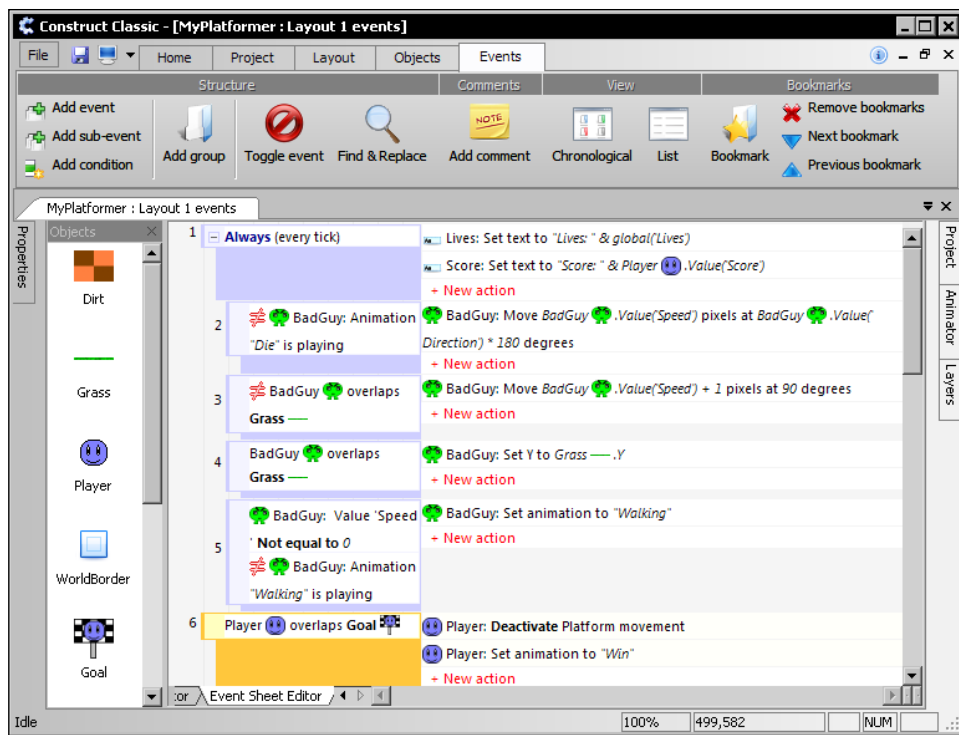 Construct Classic - [MyPlatformer : Layout 1 events]
File Home Project Layout Objects Events
Structure Comments View Bookmarks
Add event
Add sub-event
Add condition
Add group
Toggle event
Find & Replace
NOTE
Add comment
Chronological
List
Bookmark
Remove bookmarks
Next bookmark
Previous bookmark
MyPlatformer : Layout 1 events
Properties
Objects
Dirt
Grass
Player
WorldBorder
Goal
1 Always (every tick)
Lives: Set text to "Lives: " & global('Lives')
Score: Set text to "Score: " & Player .Value('Score')
+ New action
2 BadGuy: Animation
"Die" is playing
BadGuy: Move BadGuy .Value('Speed') pixels at BadGuy .Value('
Direction') * 180 degrees
+ New action
3 BadGuy overlaps
Grass
BadGuy: Move BadGuy .Value('Speed') + 1 pixels at 90 degrees
+ New action
4 BadGuy overlaps
Grass
BadGuy: Set Y to Grass .Y
+ New action
5 BadGuy: Value 'Speed
' Not equal to 0
BadGuy: Animation
"Walking" is playing
BadGuy: Set animation to "Walking"
+ New action
6 Player overlaps Goal
Player: Deactivate Platform movement
Player: Set animation to "Win"
+ New action
Project
Animator
Layers
tor Event Sheet Editor
Idle 100% 499,582 NUM